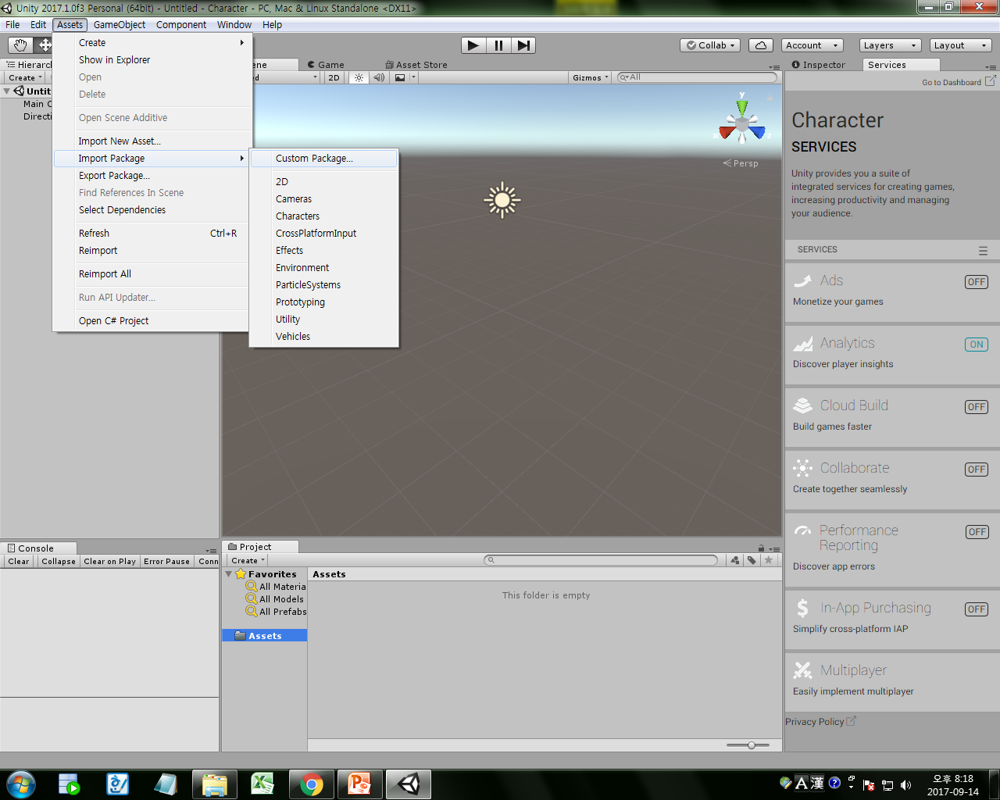 Unity 2017.1.0f3 Personal (64bit) - Untitled - Character - PC, Mac & Linux Standalone <DX11>
File Edit Assets GameObject Component Window Help
Collab Account Layers Layout
Game Asset Store
Inspector Services
Create
2D Gizmos All
Go to Dashboard
Main
Create
Show in Explorer
Open
Delete
Open Scene Additive
Import New Asset...
Import Package
Export Package...
Find References In Scene
Select Dependencies
Refresh Ctrl+R
Reimport
Reimport All
Run API Updater...
Open C# Project
Custom Package...
2D
Cameras
Characters
CrossPlatformInput
Effects
Environment
ParticleSystems
Prototyping
Utility
Vehicles
y
x z
Persp
Character
SERVICES
Unity provides you a suite of
integrated services for creating games,
increasing productivity and managing
your audience.
SERVICES
Ads OFF
Monetize your games
Analytics ON
Discover player insights
Cloud Build OFF
Build games faster
Collaborate OFF
Create together seamlessly
Performance
Reporting OFF
Discover app errors
In-App Purchasing OFF
Simplify cross-platform IAP
Multiplayer
Easily implement multiplayer
Privacy Policy
Console
Clear Collapse Clear on Play Error Pause Conn
Project
Create
Favorites
All Materia
All Models
All Prefabs
Assets
Assets
This folder is empty
A 漢
오후 8:18
2017-09-14